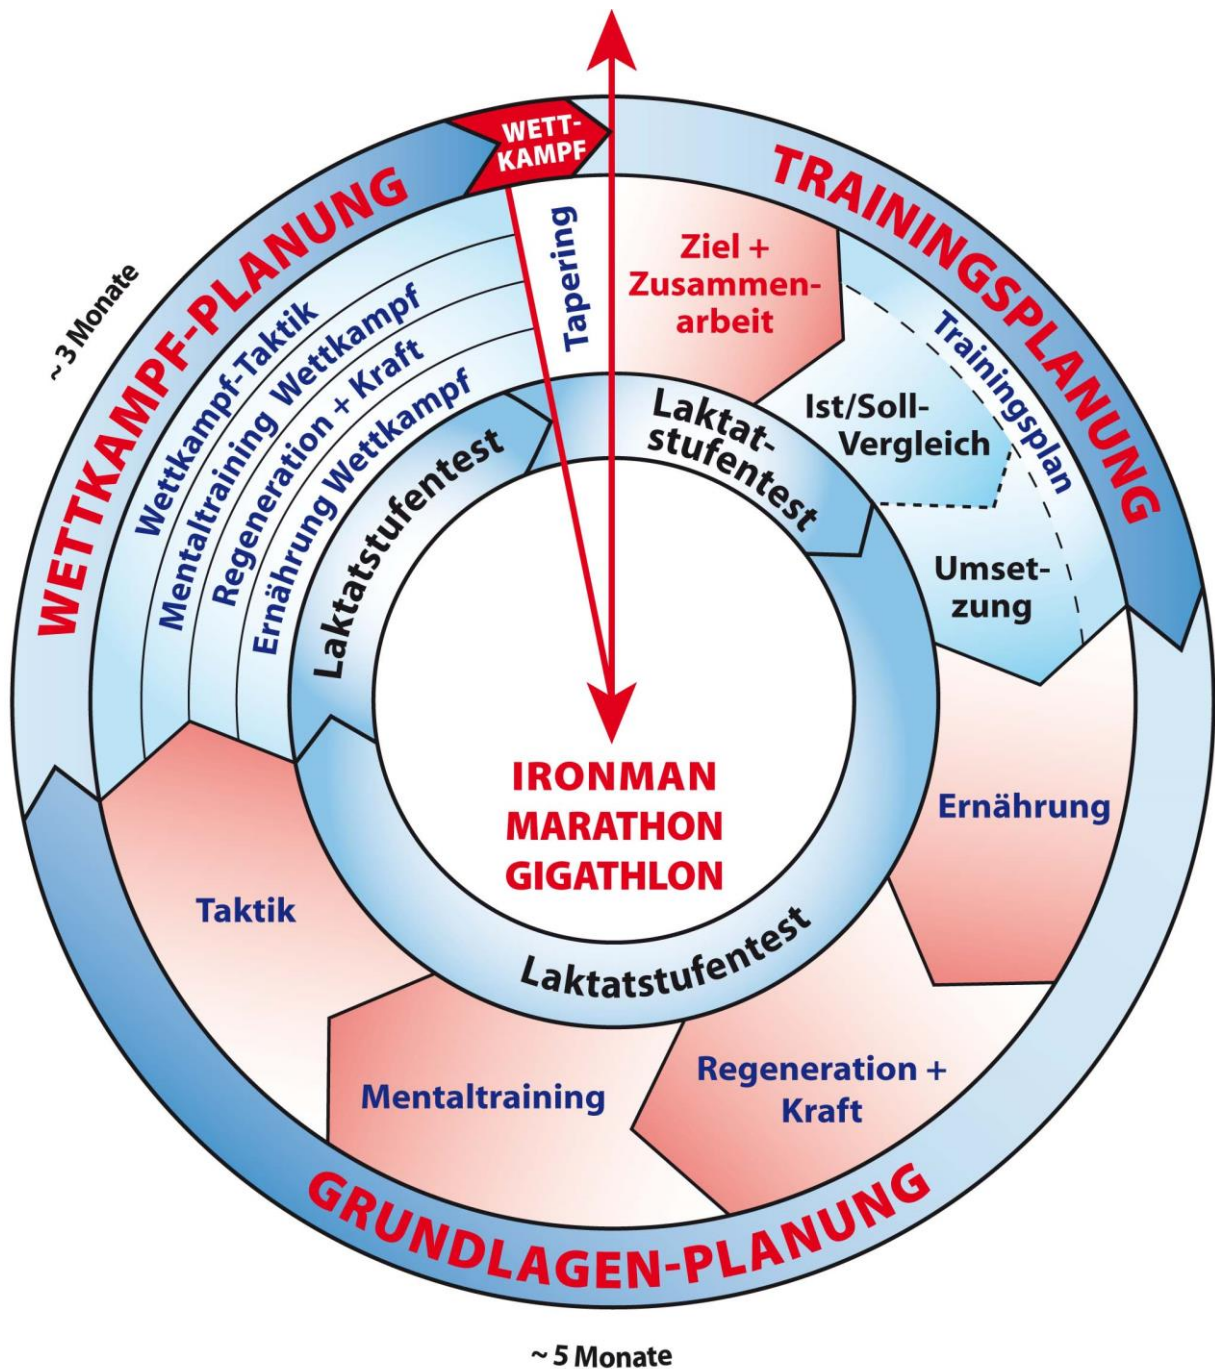 WETT-
KAMPF
TRAININGSPLANUNG
Tapering
Ziel +
Zusammen-
arbeit
Trainingsplan
Ist/Soll-
Vergleich
Umset-
zung
Laktat-
stufentest
Ernährung
Regeneration +
Kraft
Mentaltraining
Taktik
Laktatstufentest
GRUNDLAGEN-PLANUNG
~ 5 Monate
WETTKAMPF-PLANUNG
~ 3 Monate
Wettkampf-Taktik
Mentaltraining Wettkampf
Regeneration + Kraft
Ernährung Wettkampf
Laktatstufentest
IRONMAN
MARATHON
GIGATHLON